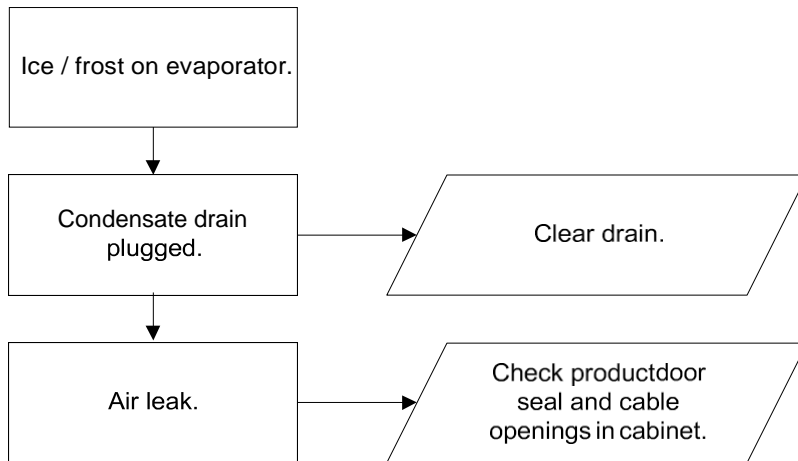 Ice / frost on evaporator.
Condensate drain
plugged.
Clear drain.
Air leak.
Check productdoor
seal and cable
openings in cabinet.